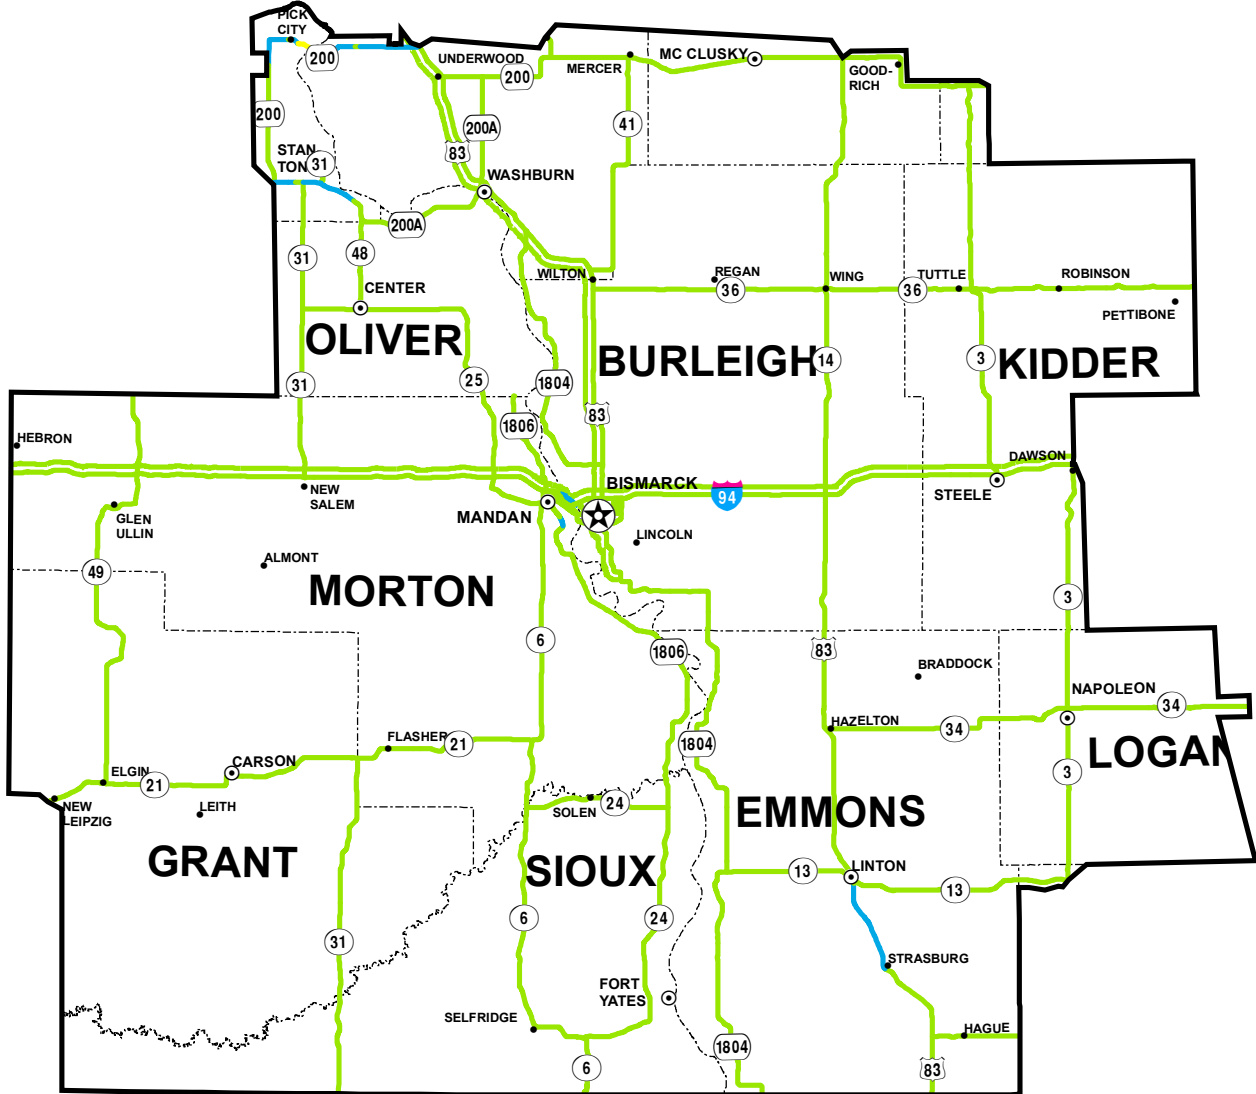 PICK
CITY
200
UNDERWOOD
200
MERCER
MC CLUSKY
GOOD-
RICH
200
200A
41
83
STAN
TON
31
WASHBURN
200A
31
48
WILTON
REGAN
36
WING
36
TUTTLE
ROBINSON
PETTIBONE
CENTER
OLIVER
BURLEIGH
14
3
KIDDER
31
25
1804
83
1806
HEBRON
DAWSON
NEW
SALEM
BISMARCK
94
STEELE
GLEN
ULLIN
MANDAN
LINCOLN
ALMONT
49
MORTON
3
6
1806
83
BRADDOCK
NAPOLEON
34
HAZELTON
34
FLASHER
21
1804
LOGAN
CARSON
ELGIN
21
3
NEW
LEIPZIG
LEITH
SOLEN
24
EMMONS
GRANT
SIOUX
13
LINTON
13
6
24
31
STRASBURG
FORT
YATES
SELFRIDGE
HAGUE
1804
6
83